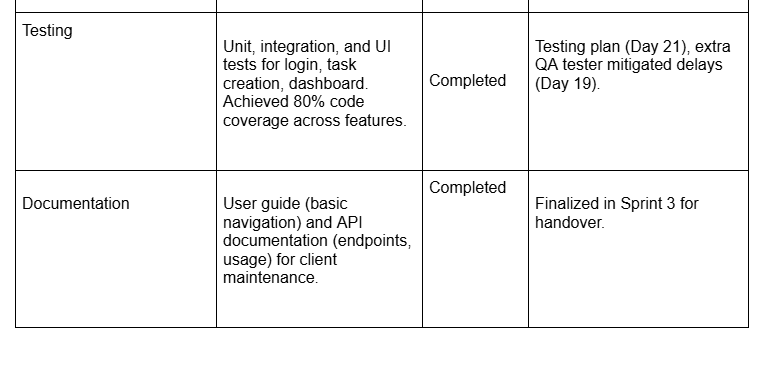 Testing
Unit, integration, and UI
tests for login, task
creation, dashboard.
Achieved 80% code
coverage across features.
Completed
Testing plan (Day 21), extra
QA tester mitigated delays
(Day 19).
Documentation
User guide (basic
navigation) and API
documentation (endpoints,
usage) for client
maintenance.
Completed
Finalized in Sprint 3 for
handover.